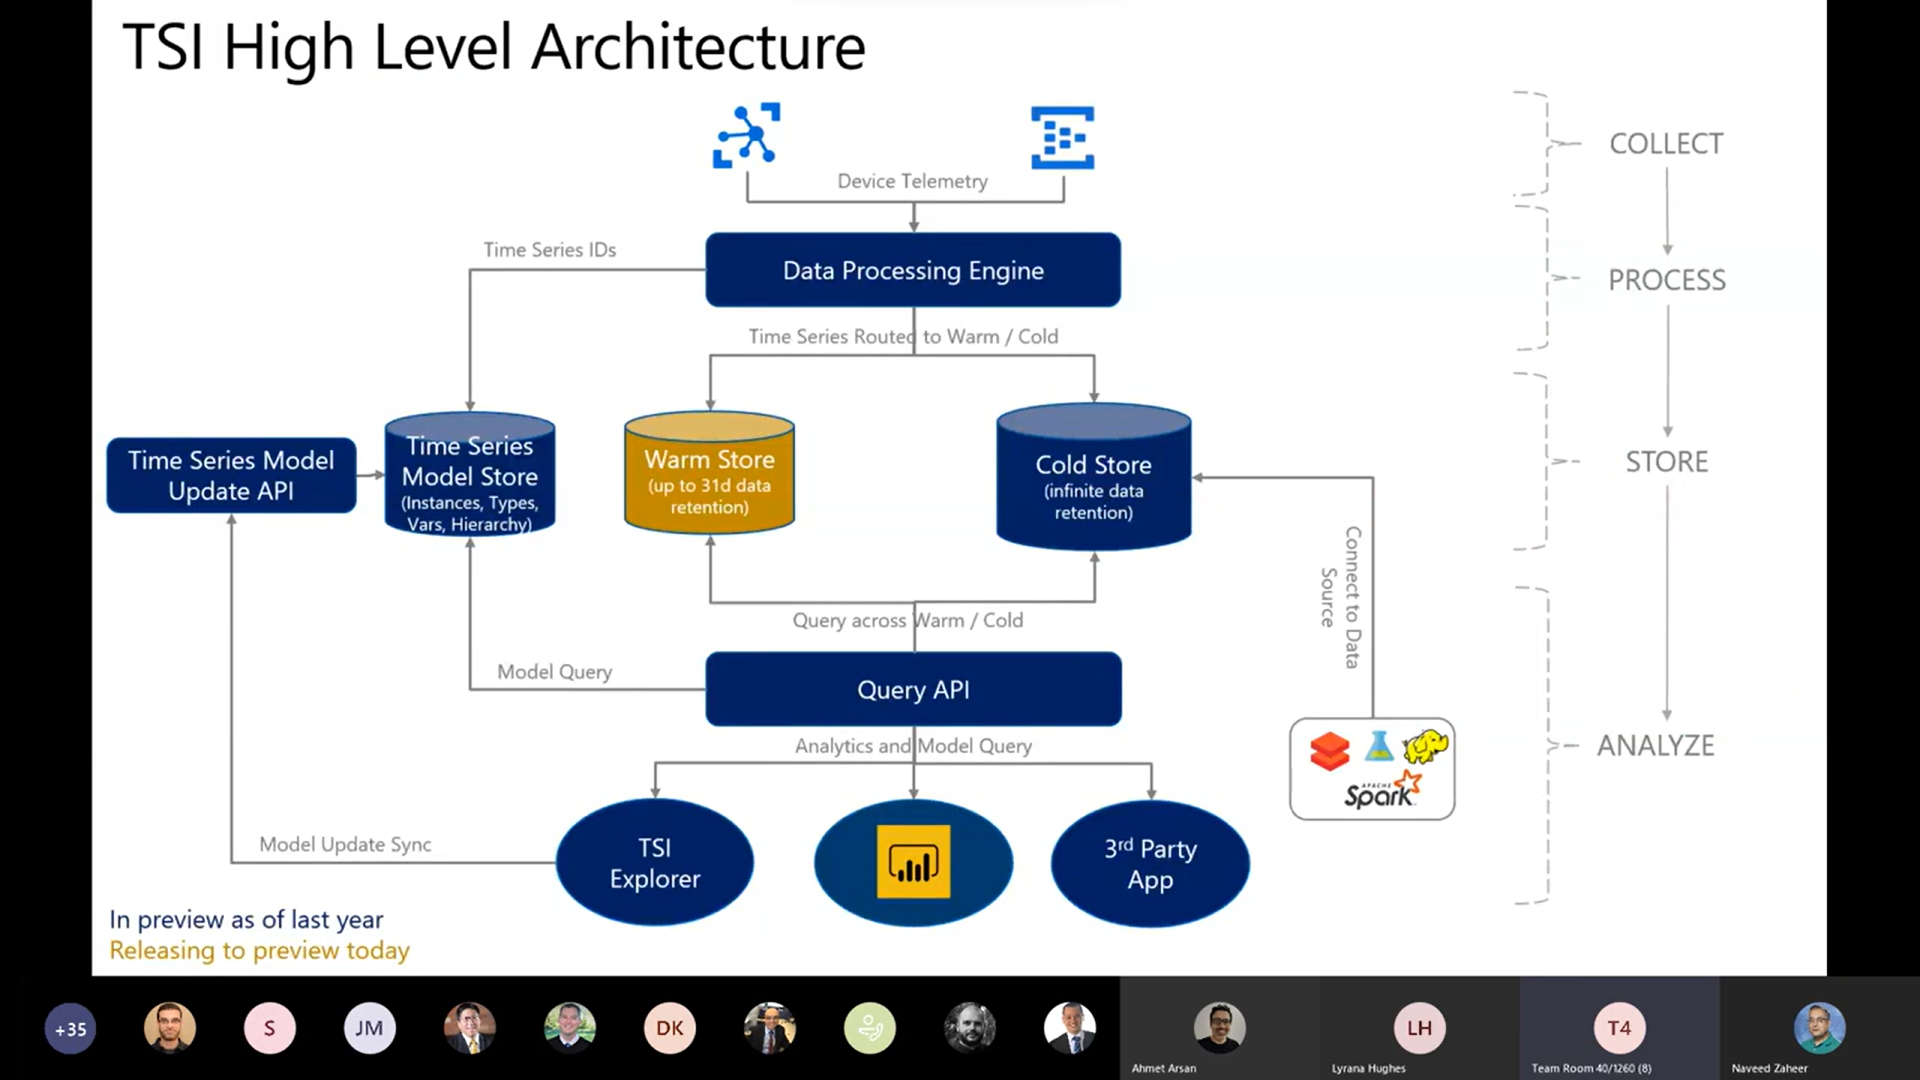 TSI High Level Architecture
Device Telemetry
COLLECT
Time Series IDs
Data Processing Engine
PROCESS
Time Series Routed to Warm / Cold
Time Series Model
Update API
Time Series
Model Store
(Instances, Types,
Vars, Hierarchy)
Warm Store
(up to 31d data
retention)
Cold Store
(infinite data
retention)
STORE
Connect to Data
Source
Query across Warm / Cold
Model Query
Query API
Analytics and Model Query
APACHE
Spark
ANALYZE
Model Update Sync
TSI
Explorer
3rd Party
App
In preview as of last year
Releasing to preview today
+35
S
JM
DK
LH
T4
Ahmet Arsan
Lyrana Hughes
Team Room 40/1260 (8)
Naveed Zaheer